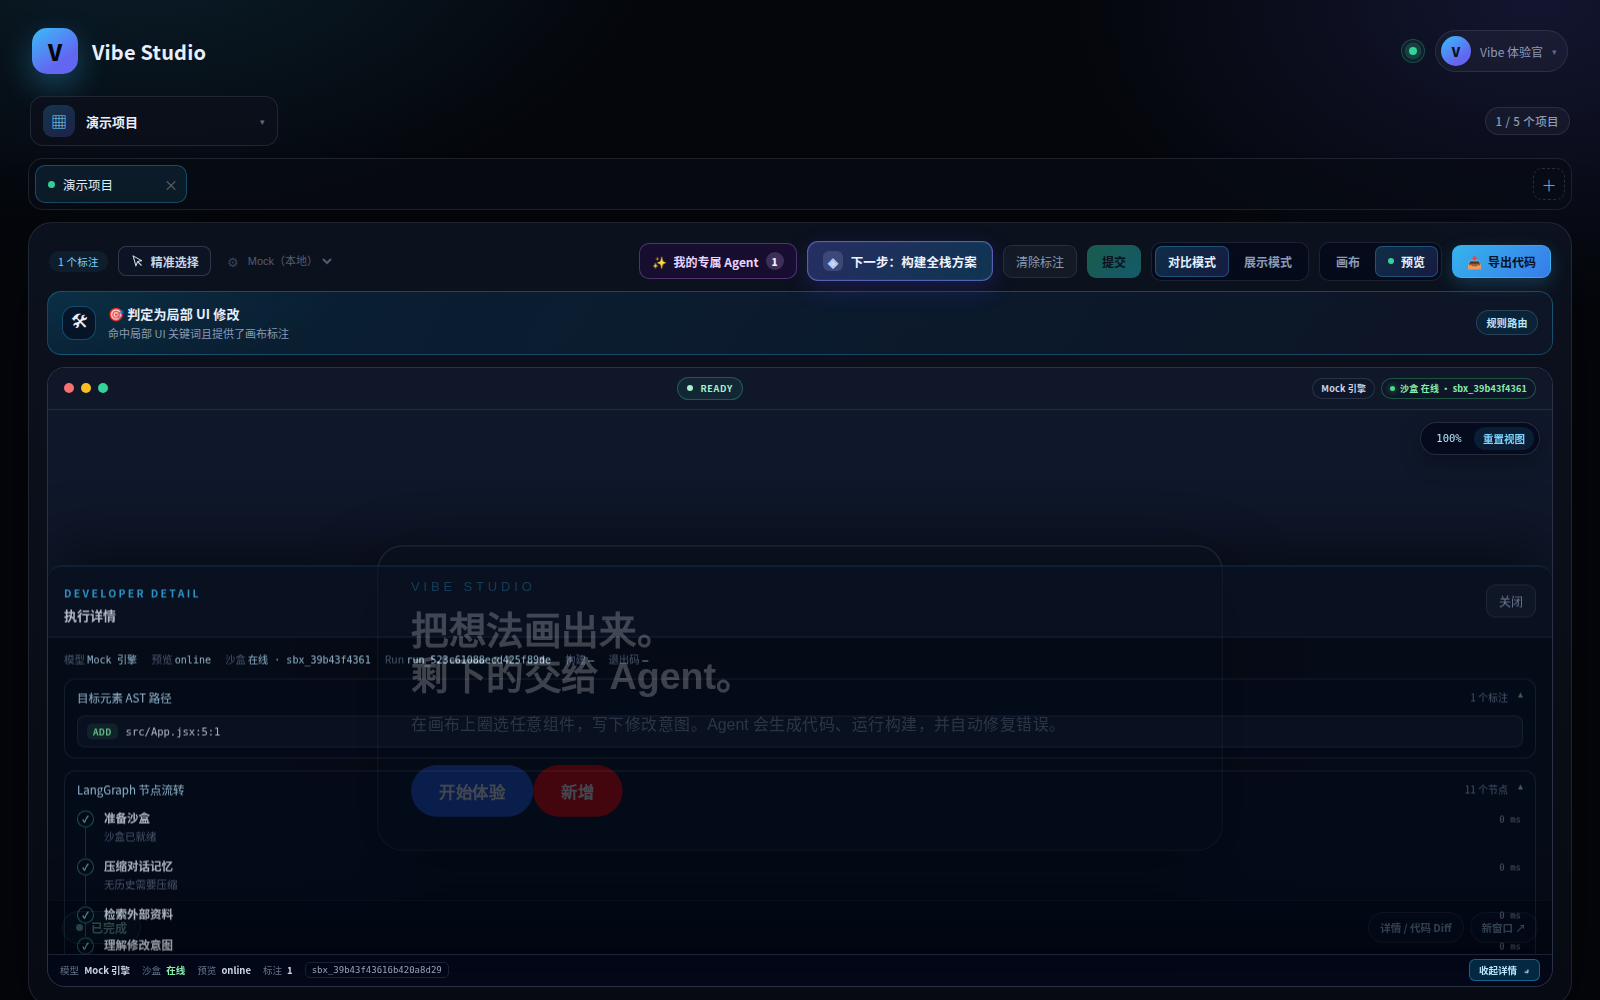 V Vibe Studio
V Vibe 体验官
演示项目
1 / 5 个项目
演示项目
1 个标注
精准选择
Mock（本地）
✨ 我的专属 Agent 1
下一步：构建全栈方案
清除标注
提交
对比模式
展示模式
画布
预览
📤 导出代码
🎯 判定为局部 UI 修改
命中局部 UI 关键词且提供了画布标注
规则路由
READY
Mock 引擎
沙盒 在线 · sbx_39b43f4361
100%
重置视图
DEVELOPER DETAIL
执行详情
关闭
VIBE STUDIO
把想法画出来。
剩下的交给 Agent。
在画布上圈选任意组件，写下修改意图。Agent 会生成代码、运行构建，并自动修复错误。
开始体验
新增
模型 Mock 引擎 预览 online 沙盒 在线 · sbx_39b43f4361 Run run_523c61088ecd425f89de 构建 — 退出码 —
目标元素 AST 路径
1 个标注
ADD src/App.jsx:5:1
LangGraph 节点流转
11 个节点
准备沙盒
0 ms
沙盒已就绪
压缩对话记忆
0 ms
无历史需要压缩
检索外部资料
0 ms
已完成
详情 / 代码 Diff
新窗口 ↗
理解修改意图
0 ms
模型 Mock 引擎 沙盒 在线 预览 online 标注 1 sbx_39b43f43616b420a8d29
收起详情